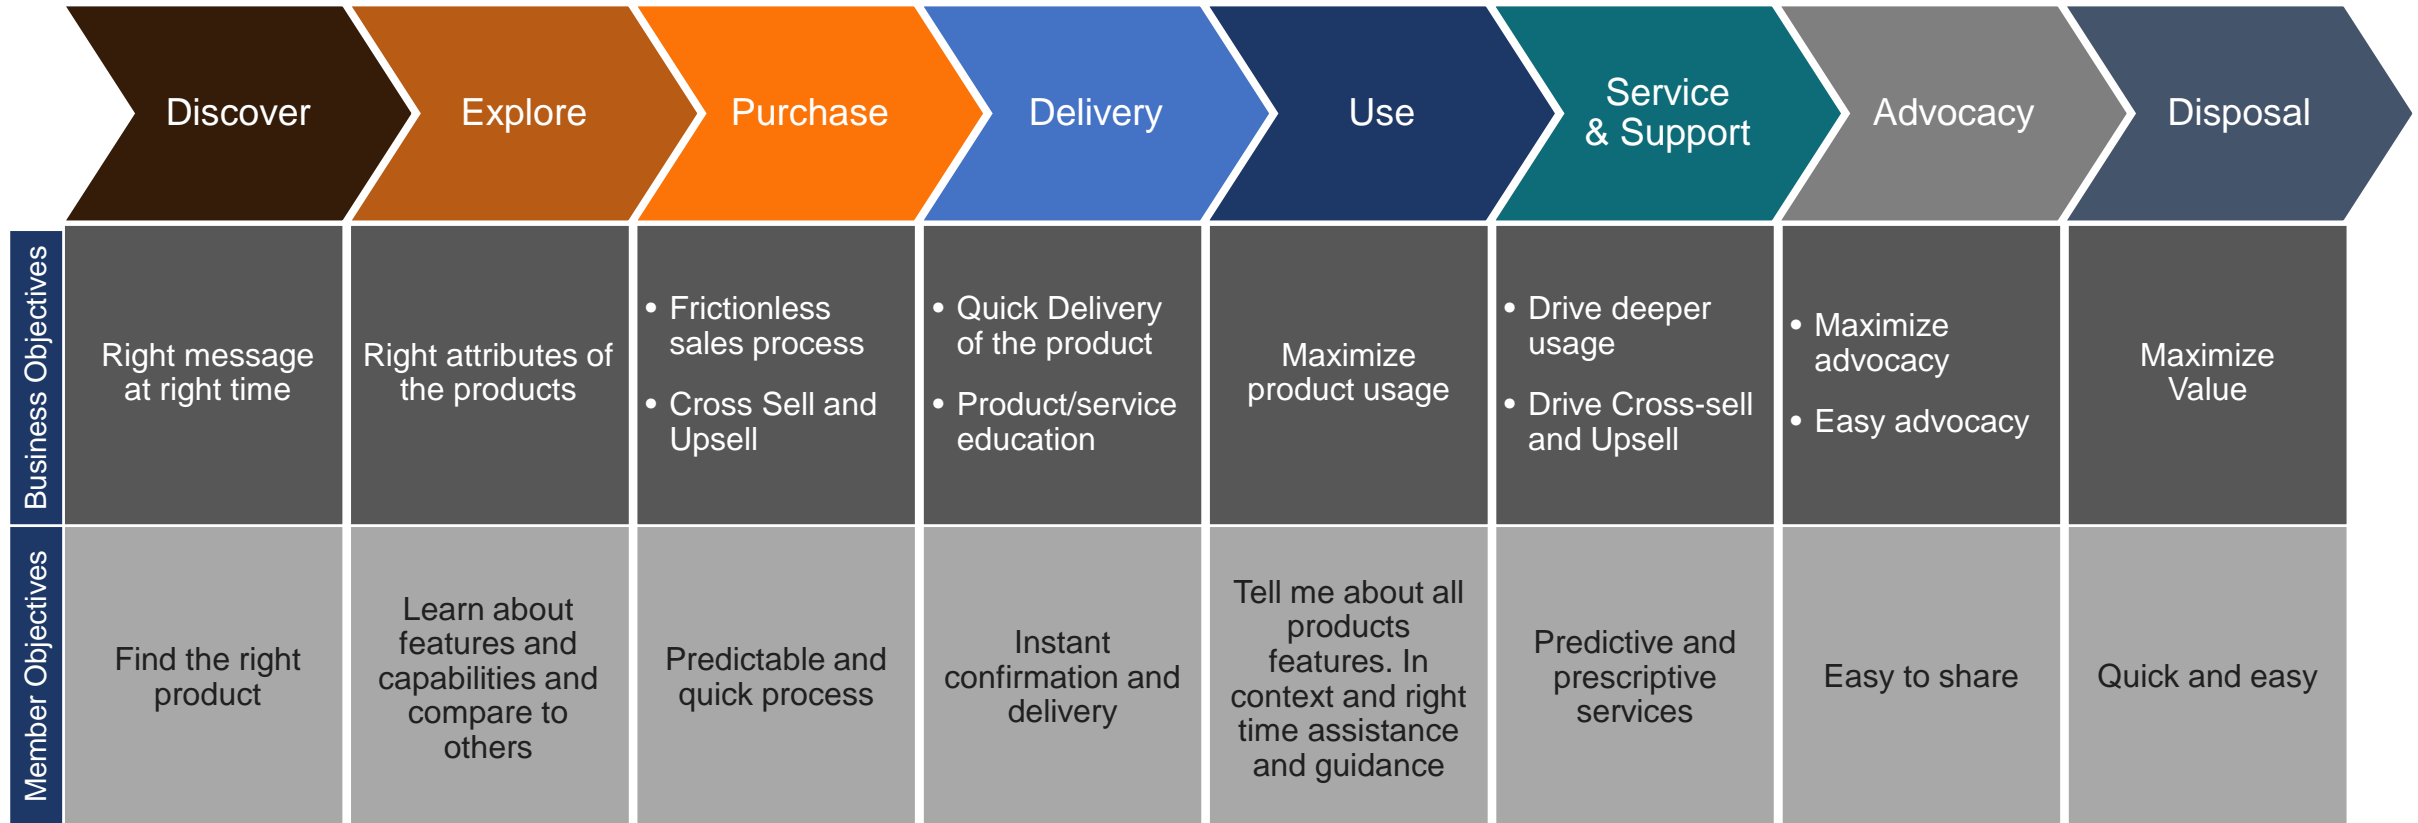 Discover
Explore
Purchase
Delivery
Use
Service
& Support
Advocacy
Disposal
Business Objectives
Right message
at right time
Right attributes of
the products
• Frictionless
sales process
• Cross Sell and
Upsell
• Quick Delivery
of the product
• Product/service
education
Maximize
product usage
• Drive deeper
usage
• Drive Cross-sell
and Upsell
• Maximize
advocacy
• Easy advocacy
Maximize
Value
Member Objectives
Find the right
product
Learn about
features and
capabilities and
compare to
others
Predictable and
quick process
Instant
confirmation and
delivery
Tell me about all
products
features. In
context and right
time assistance
and guidance
Predictive and
prescriptive
services
Easy to share
Quick and easy